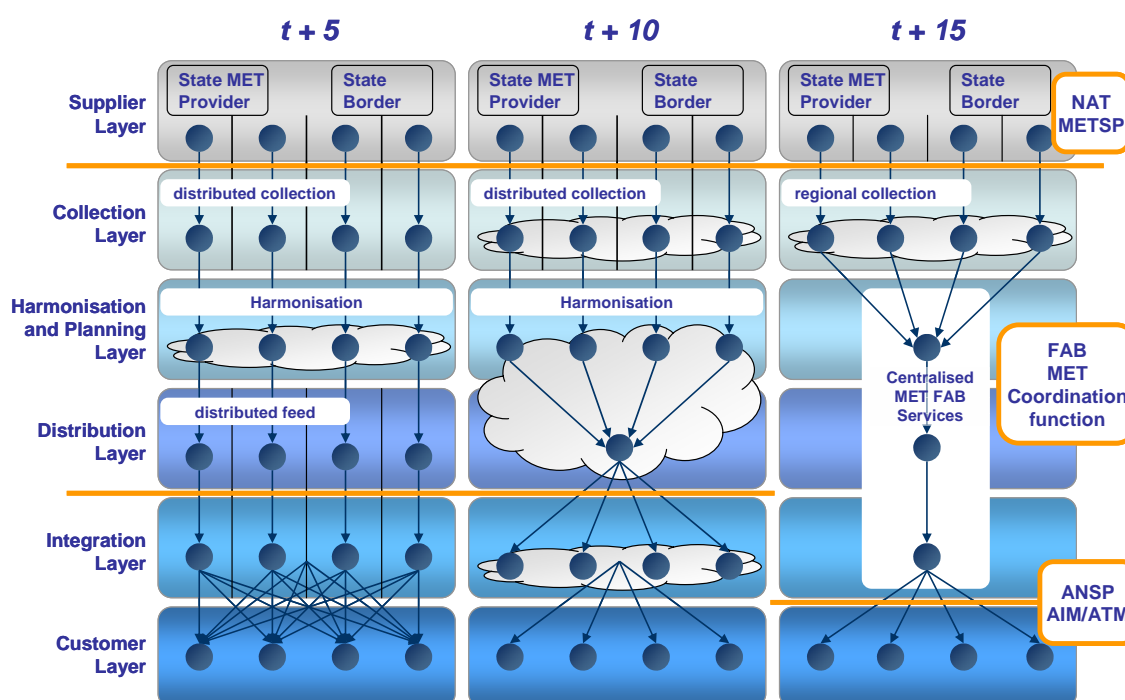 t + 5
t + 10
t + 15
Supplier
Layer
State MET
Provider
State
Border
State MET
Provider
State
Border
State MET
Provider
State
Border
NAT
METSP
Collection
Layer
distributed collection
distributed collection
regional collection
Harmonisation
and Planning
Layer
Harmonisation
Harmonisation
FAB
MET
Coordination
function
Centralised
MET FAB
Services
Distribution
Layer
distributed feed
Integration
Layer
ANSP
AIM/ATM
Customer
Layer